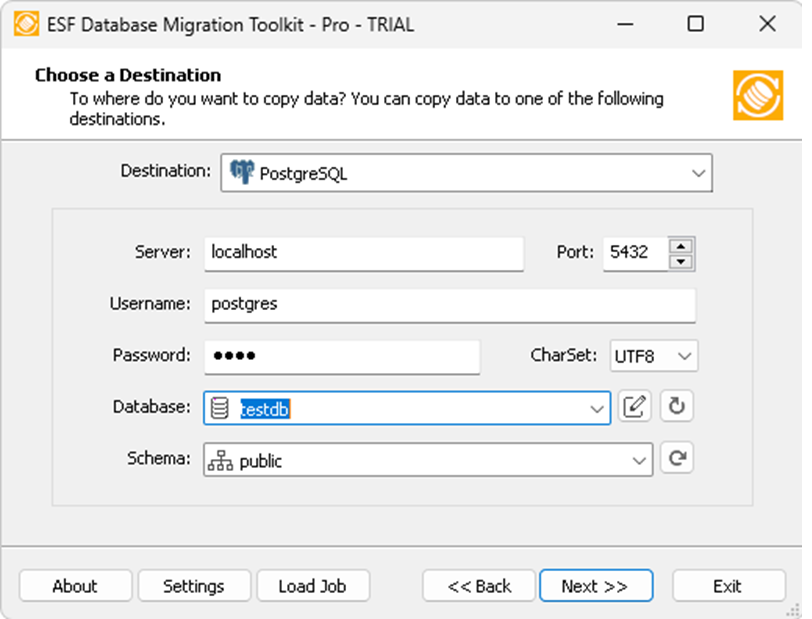 ESF Database Migration Toolkit - Pro - TRIAL
Choose a Destination
To where do you want to copy data? You can copy data to one of the following
destinations.
Destination: PostgreSQL
Server: localhost Port: 5432
Username: postgres
Password: ●●●● CharSet: UTF8
Database: testdb
Schema: public
About Settings Load Job << Back Next >> Exit